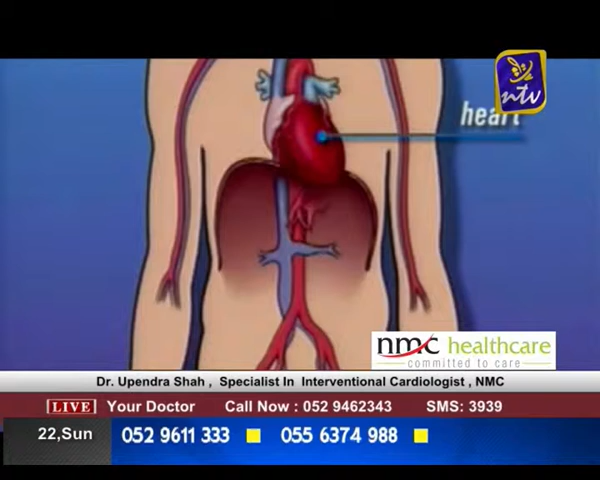 ntv
heart
nmc healthcare
committed to care
Dr. Upendra Shah , Specialist In Interventional Cardiologist , NMC
LIVE Your Doctor Call Now : 052 9462343 SMS: 3939
22,Sun 052 9611 333 055 6374 988